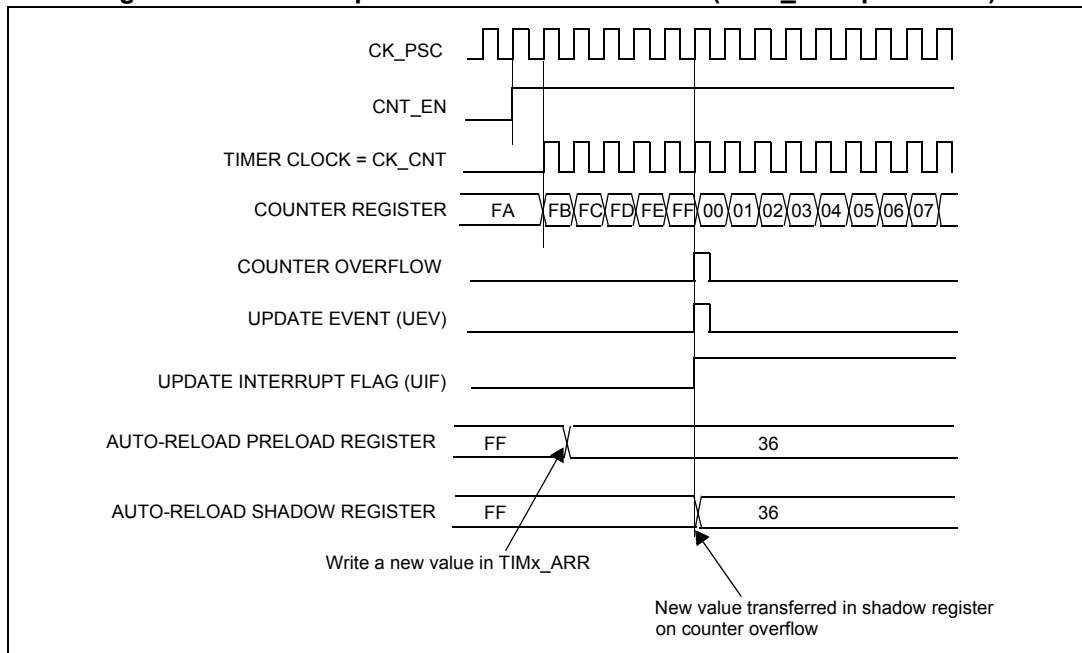 CK_PSC
CNT_EN
TIMER CLOCK = CK_CNT
COUNTER REGISTER FA FB FC FD FE FF 00 01 02 03 04 05 06 07
COUNTER OVERFLOW
UPDATE EVENT (UEV)
UPDATE INTERRUPT FLAG (UIF)
AUTO-RELOAD PRELOAD REGISTER FF 36
AUTO-RELOAD SHADOW REGISTER FF 36
Write a new value in TIMx_ARR
New value transferred in shadow register
on counter overflow